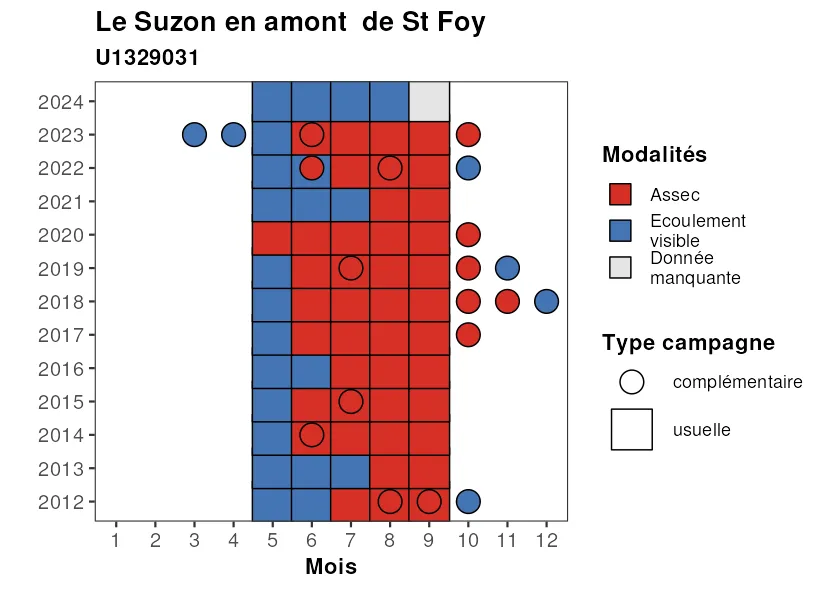 Le Suzon en amont  de St Foy
U1329031
2024
2023
2022
2021
2020
2019
2018
2017
2016
2015
2014
2013
2012
1 2 3 4 5 6 7 8 9 10 11 12
Mois
Modalités
Assec
Ecoulement
visible
Donnée
manquante
Type campagne
complémentaire
usuelle